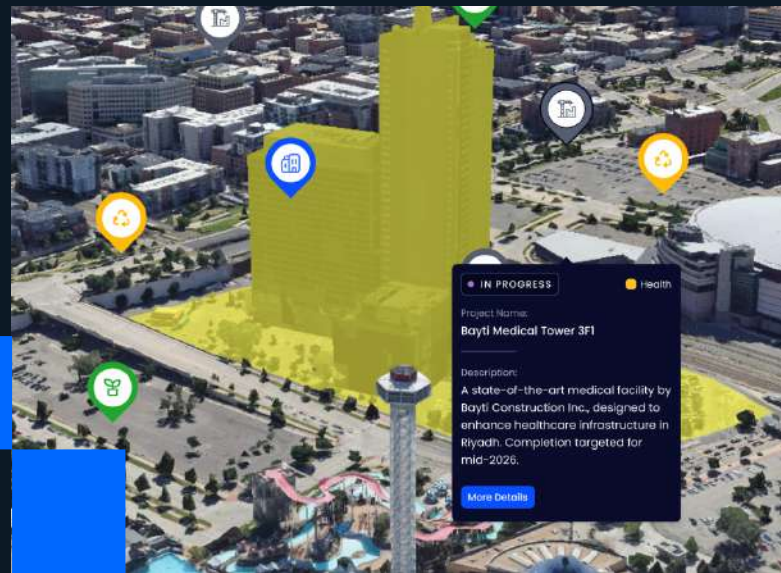 IN PROGRESS
Health
Project Name:
Bayti Medical Tower 3F1
Description:
A state-of-the-art medical facility by
Bayti Construction Inc., designed to
enhance healthcare infrastructure in
Riyadh. Completion targeted for
mid-2026.
More Details